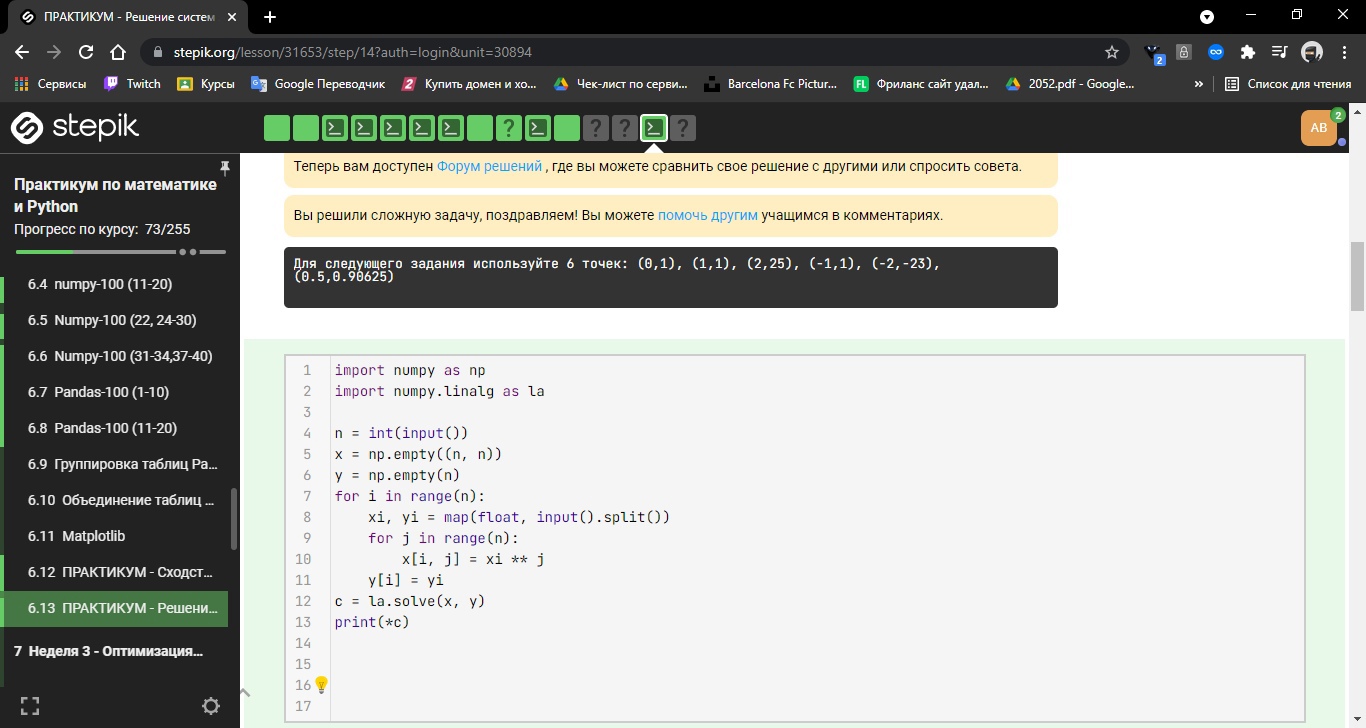 ПРАКТИКУМ - Решение систем
stepik.org/lesson/31653/step/14?auth=login&unit=30894
2
Сервисы
Twitch
Курсы
Google Переводчик
Купить домен и хо...
Чек-лист по серви...
Barcelona Fc Pictur...
FL
Фриланс сайт удал...
2052.pdf - Google...
»
Список для чтения
stepik
? ? ? ?
AB
2
Практикум по математике
и Python
Прогресс по курсу: 73/255
6.4 numpy-100 (11-20)
6.5 Numpy-100 (22, 24-30)
6.6 Numpy-100 (31-34,37-40)
6.7 Pandas-100 (1-10)
6.8 Pandas-100 (11-20)
6.9 Группировка таблиц Pa...
6.10 Объединение таблиц ...
6.11 Matplotlib
6.12 ПРАКТИКУМ - Сходст...
6.13 ПРАКТИКУМ - Решени...
7 Неделя 3 - Оптимизация...
Теперь вам доступен Форум решений , где вы можете сравнить свое решение с другими или спросить совета.
Вы решили сложную задачу, поздравляем! Вы можете помочь другим учащимся в комментариях.
Для следующего задания используйте 6 точек: (0,1), (1,1), (2,25), (-1,1), (-2,-23),
(0.5,0.90625)
1 import numpy as np
2 import numpy.linalg as la
3
4 n = int(input())
5 x = np.empty((n, n))
6 y = np.empty(n)
7 for i in range(n):
8     xi, yi = map(float, input().split())
9     for j in range(n):
10         x[i, j] = xi ** j
11     y[i] = yi
12 c = la.solve(x, y)
13 print(*c)
14
15
16
17